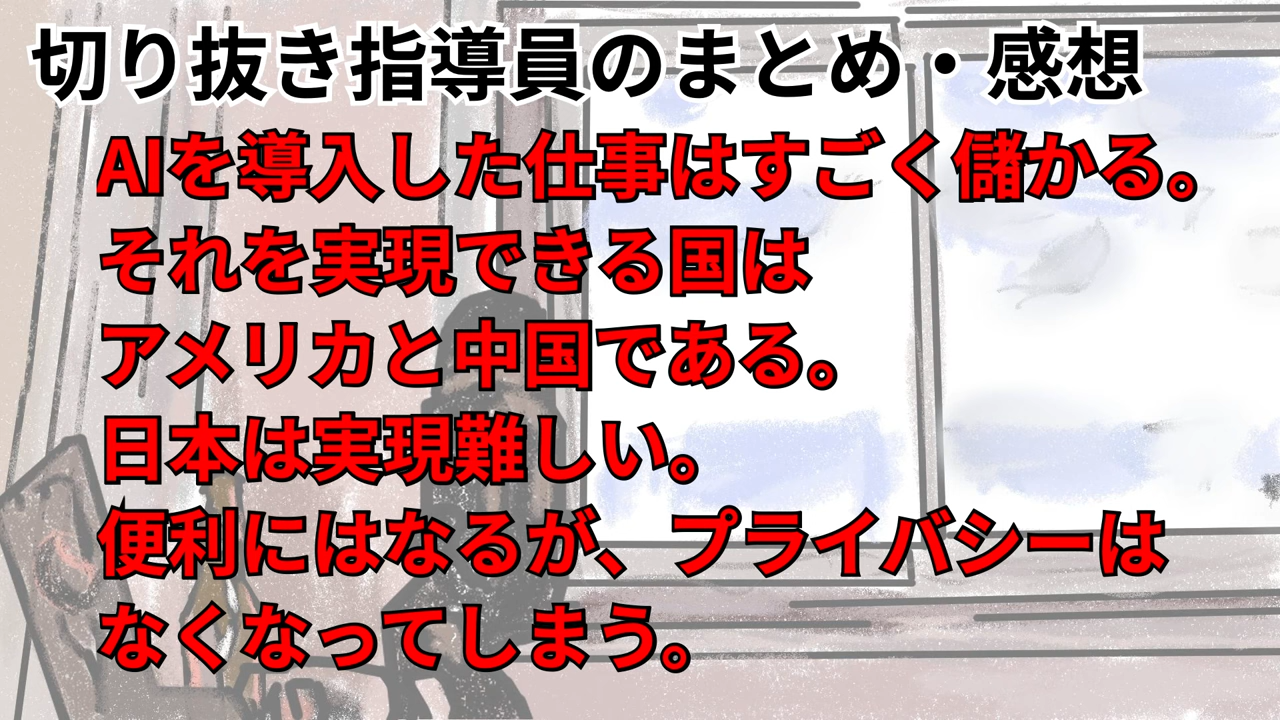 切り抜き指導員のまとめ・感想
AIを導入した仕事はすごく儲かる。
それを実現できる国は
アメリカと中国である。
日本は実現難しい。
便利にはなるが、プライバシーは
なくなってしまう。